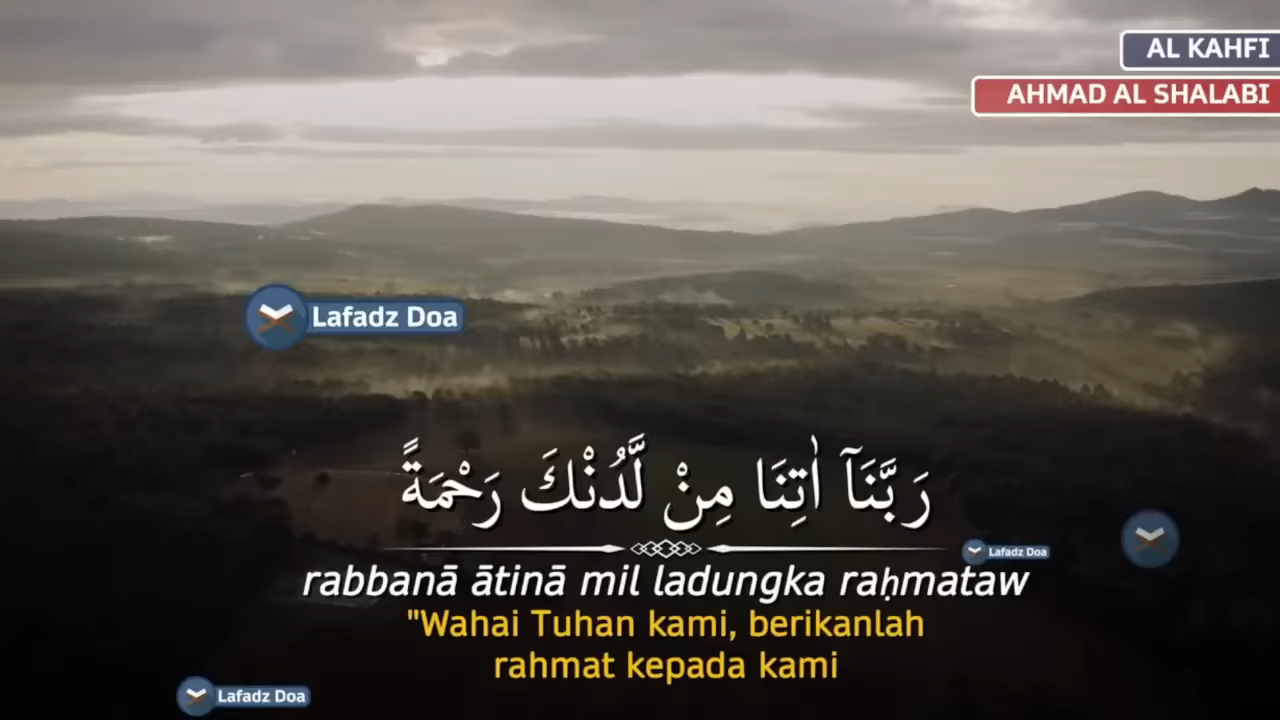 AL KAHFI
AHMAD AL SHALABI
Lafadz Doa
رَبَّنَآ اٰتِنَا مِنْ لَّدُنْكَ رَحْمَةً
Lafadz Doa
rabbanā ātinā mil ladungka raḥmataw
"Wahai Tuhan kami, berikanlah
rahmat kepada kami
Lafadz Doa